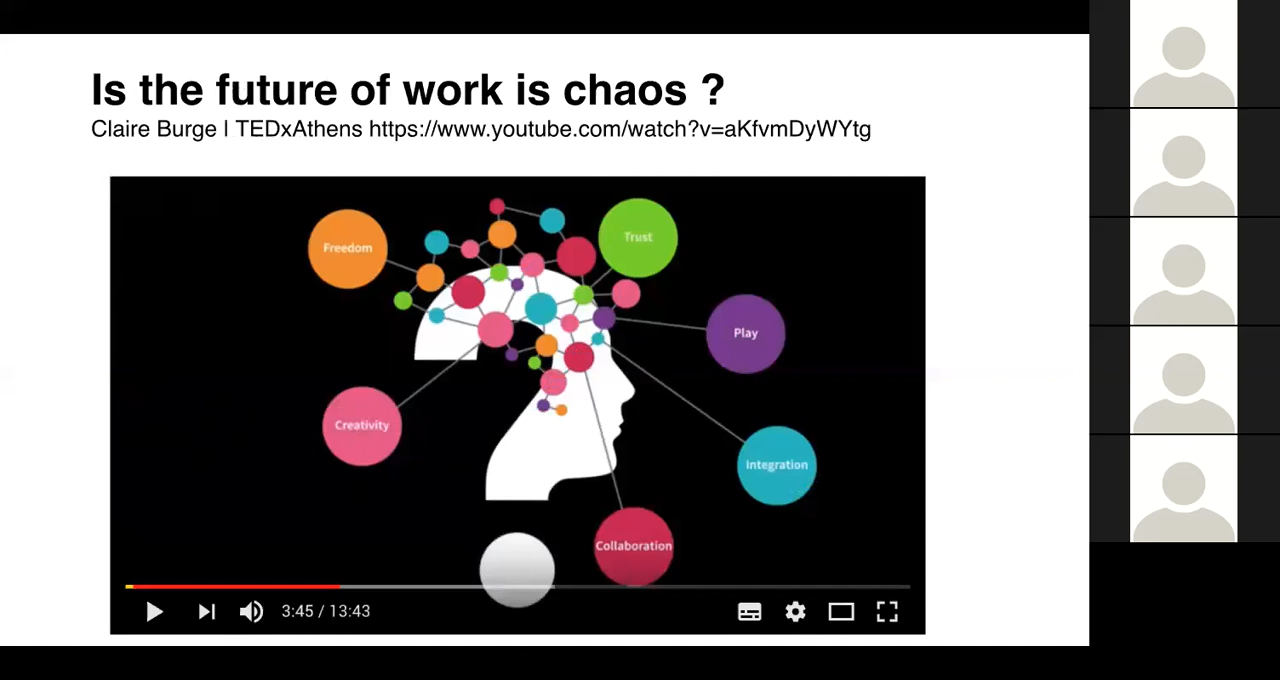 Is the future of work is chaos ?
Claire Burge | TEDxAthens https://www.youtube.com/watch?v=aKfvmDyWYtg
Freedom
Trust
Play
Creativity
Integration
Collaboration
3:45 / 13:43